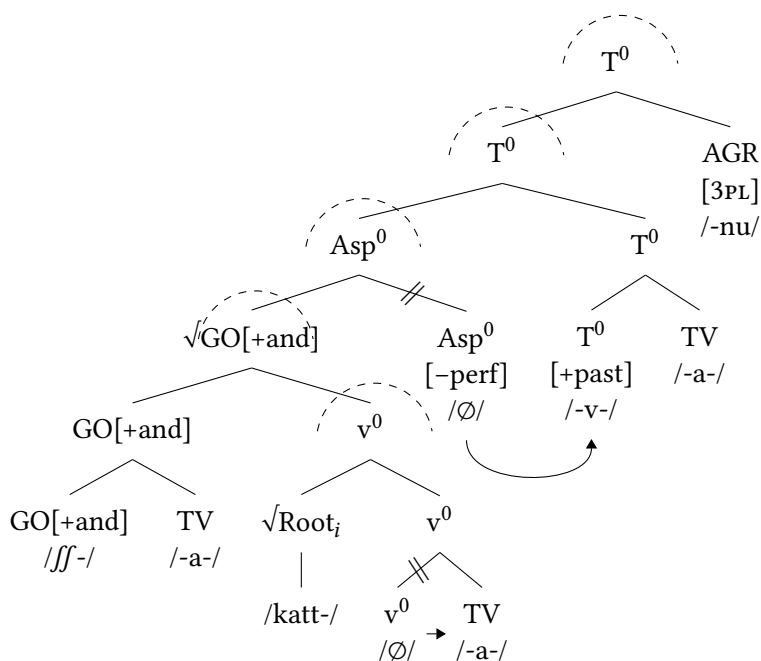 T⁰
T⁰ AGR
[3PL]
/-nu/
Asp⁰ T⁰
√GO[+and] Asp⁰ T⁰ TV
[–perf] [+past] /-a-/
/∅/ /-v-/
GO[+and] v⁰
GO[+and] TV √Rootᵢ v⁰
/ʃʃ-/ /-a-/
/katt-/ v⁰ TV
/∅/ /-a-/